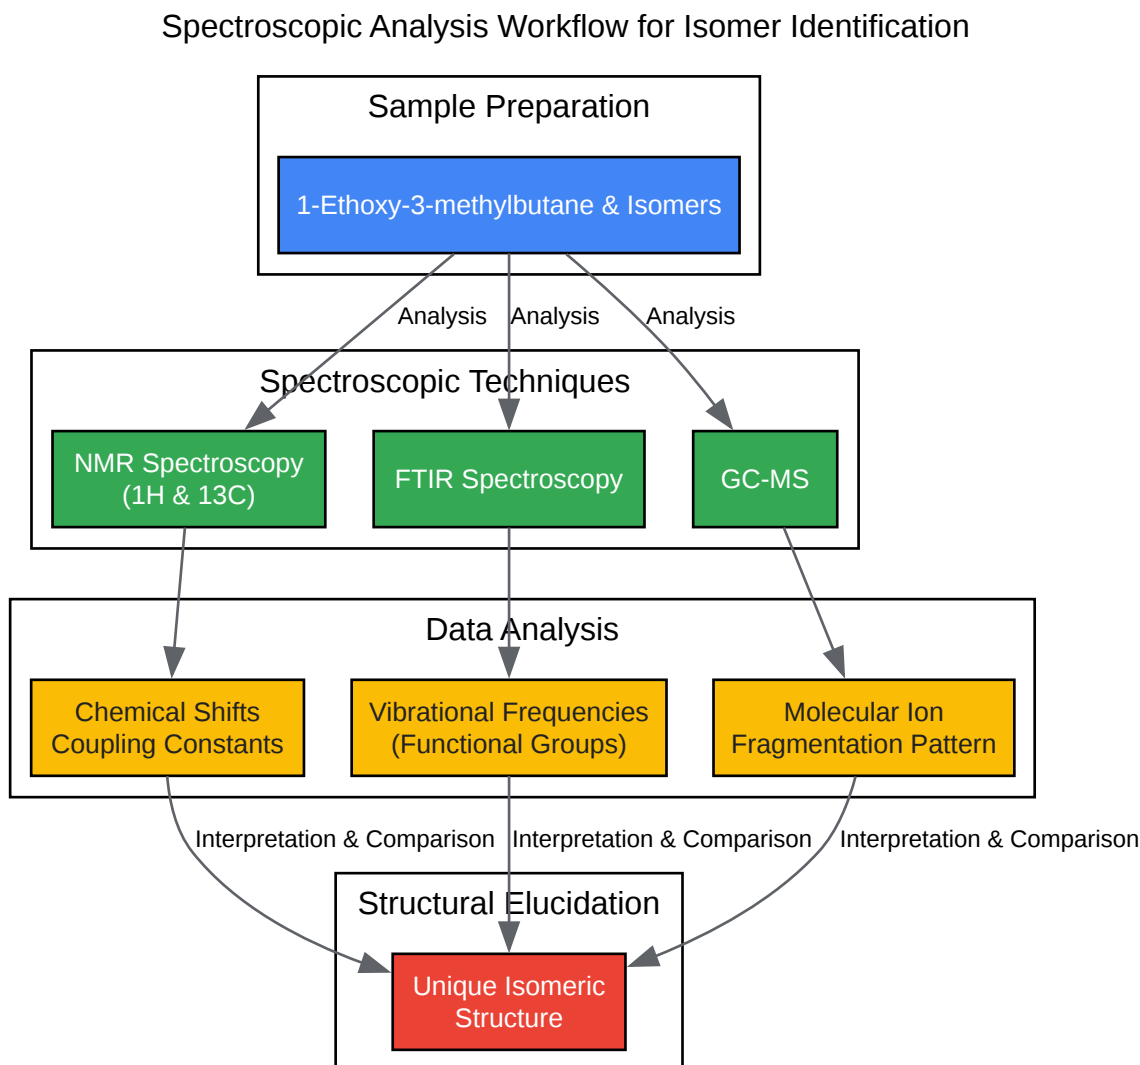 Spectroscopic Analysis Workflow for Isomer Identification
Sample Preparation
1-Ethoxy-3-methylbutane & Isomers
Analysis
Analysis
Analysis
Spectroscopic Techniques
NMR Spectroscopy
(1H & 13C)
FTIR Spectroscopy
GC-MS
Data Analysis
Chemical Shifts
Coupling Constants
Vibrational Frequencies
(Functional Groups)
Molecular Ion
Fragmentation Pattern
Interpretation & Comparison
Interpretation & Comparison
Interpretation & Comparison
Structural Elucidation
Unique Isomeric
Structure